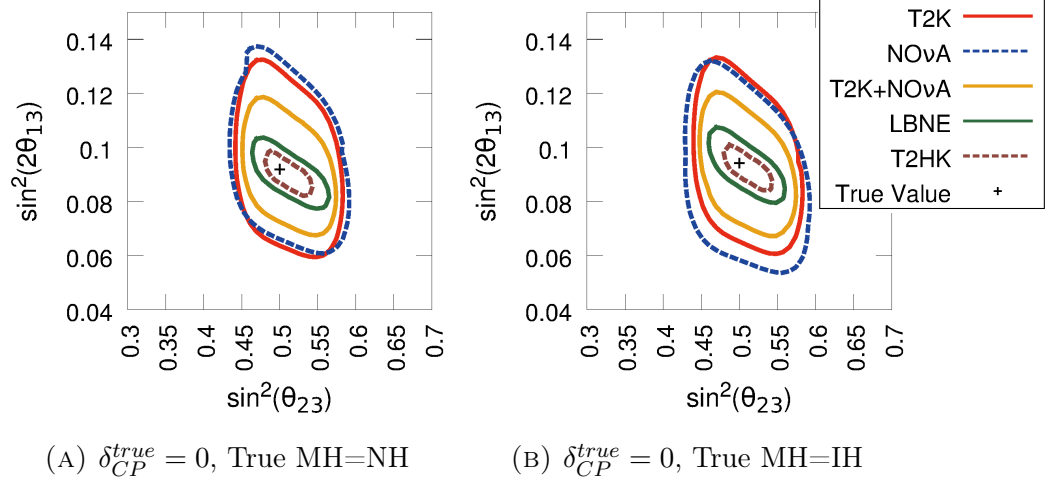 T2K
NOνA
T2K+NOνA
LBNE
T2HK
True Value
sin²(2θ₁₃)
0.14
0.12
0.1
0.08
0.06
0.04
0.3
0.35
0.4
0.45
0.5
0.55
0.6
0.65
0.7
sin²(θ₂₃)
(A) δ_{CP}^{true} = 0, True MH=NH
sin²(2θ₁₃)
0.14
0.12
0.1
0.08
0.06
0.04
0.3
0.35
0.4
0.45
0.5
0.55
0.6
0.65
0.7
sin²(θ₂₃)
(B) δ_{CP}^{true} = 0, True MH=IH